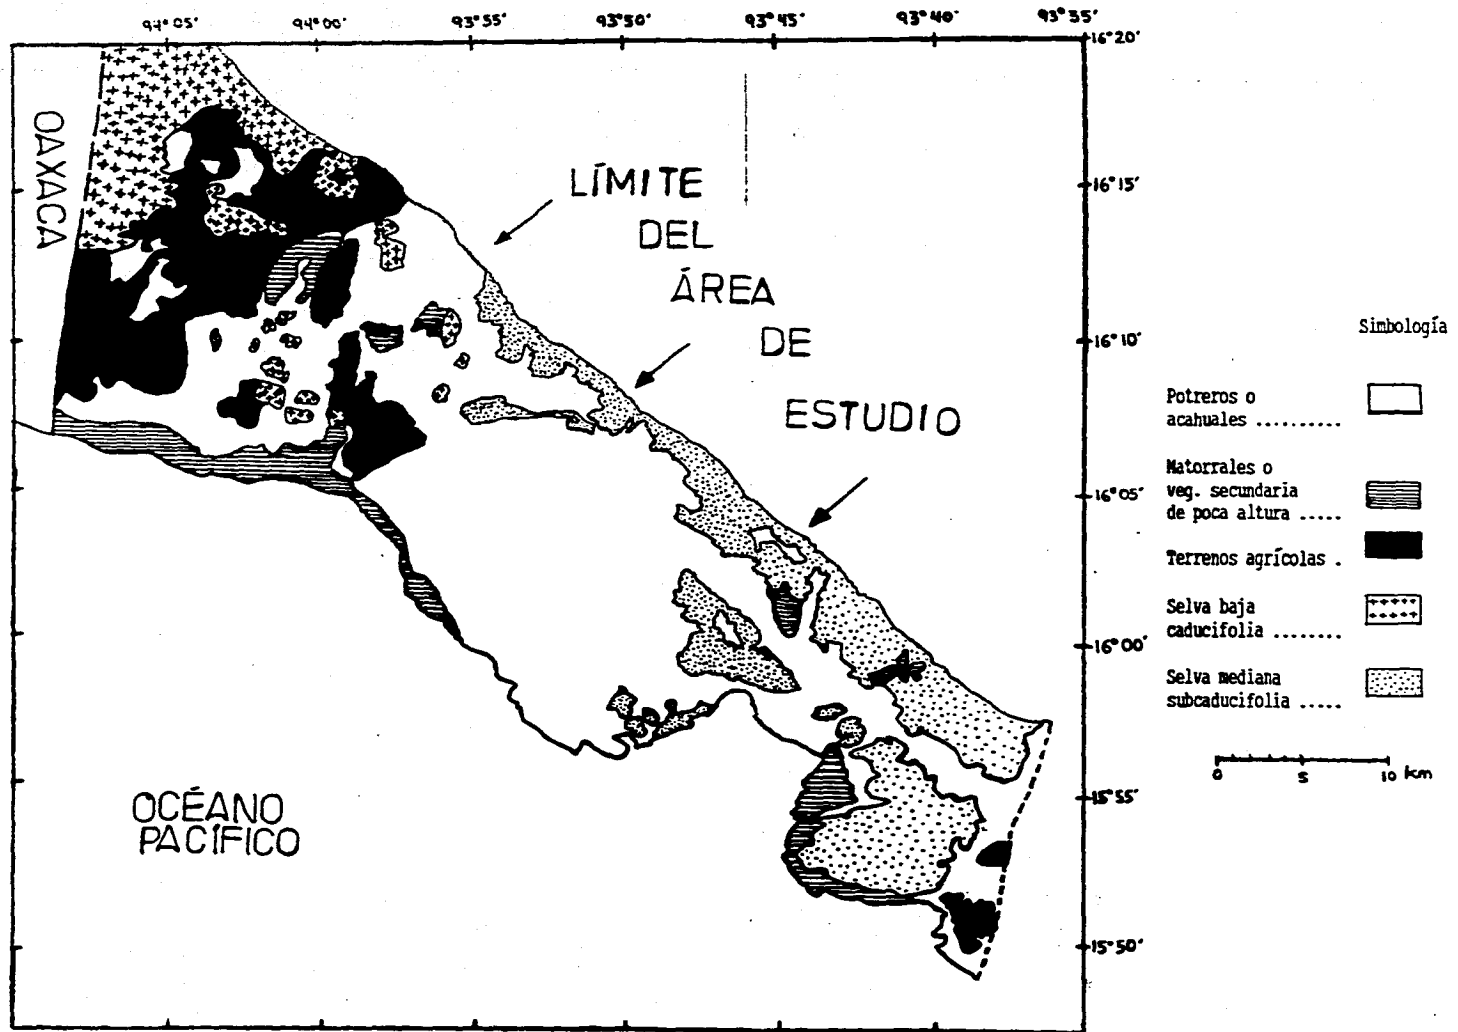 94°05' 94°00' 93°55' 93°50' 93°45' 93°40' 93°35'
16°20'
OAXACA
LÍMITE
DEL
ÁREA
DE
ESTUDIO
16°15'
16°10'
16°05'
16°00'
15°55'
15°50'
OCÉANO
PACÍFICO
Simbología
Potreros o
acahuales ..........
Matorrales o
veg. secundaria
de poca altura .....
Terrenos agrícolas .
Selva baja
caducifolia ........
Selva mediana
subcaducifolia .....
0 5 10 km